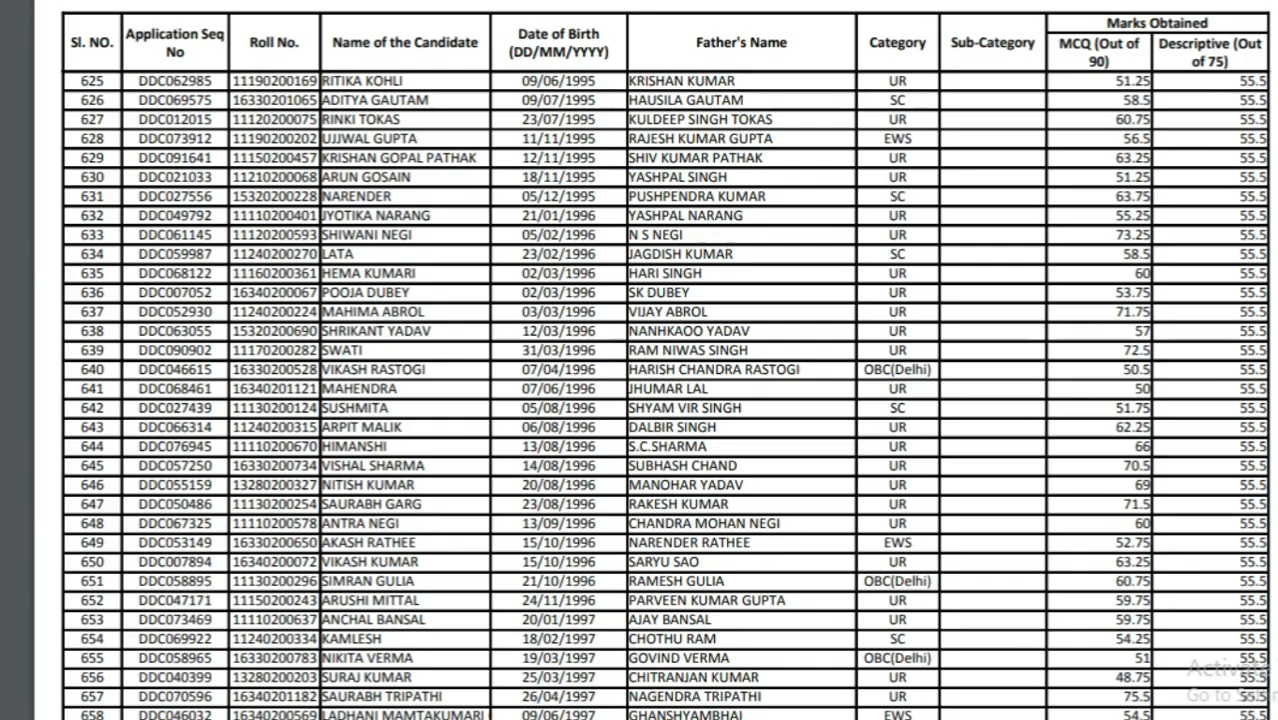 Marks Obtained
Sl. NO. Application Seq No Roll No. Name of the Candidate Date of Birth (DD/MM/YYYY) Father's Name Category Sub-Category MCQ (Out of 90) Descriptive (Out of 75)
625 DDC062985 11190200169 RITIKA KOHLI 09/06/1995 KRISHAN KUMAR UR 51.25 55.5
626 DDC069575 16330201065 ADITYA GAUTAM 09/07/1995 HAUSILA GAUTAM SC 58.5 55.5
627 DDC012015 11120200075 RINKI TOKAS 23/07/1995 KULDEEP SINGH TOKAS UR 60.75 55.5
628 DDC073912 11190200202 UJJWAL GUPTA 11/11/1995 RAJESH KUMAR GUPTA EWS 56.5 55.5
629 DDC091641 11150200457 KRISHAN GOPAL PATHAK 12/11/1995 SHIV KUMAR PATHAK UR 63.25 55.5
630 DDC021033 11210200068 ARUN GOSAIN 18/11/1995 YASHPAL SINGH UR 51.25 55.5
631 DDC027556 15320200228 NARENDER 05/12/1995 PUSHPENDRA KUMAR SC 63.75 55.5
632 DDC049792 11110200401 JYOTIKA NARANG 21/01/1996 YASHPAL NARANG UR 55.25 55.5
633 DDC061145 11120200593 SHIWANI NEGI 05/02/1996 N S NEGI UR 73.25 55.5
634 DDC059987 11240200270 LATA 23/02/1996 JAGDISH KUMAR SC 58.5 55.5
635 DDC068122 11160200361 HEMA KUMARI 02/03/1996 HARI SINGH UR 60 55.5
636 DDC007052 16340200067 POOJA DUBEY 02/03/1996 SK DUBEY UR 53.75 55.5
637 DDC052930 11240200224 MAHIMA ABROL 03/03/1996 VIJAY ABROL UR 71.75 55.5
638 DDC063055 15320200690 SHRIKANT YADAV 12/03/1996 NANHKAOO YADAV UR 57 55.5
639 DDC090902 11170200282 SWATI 31/03/1996 RAM NIWAS SINGH UR 72.5 55.5
640 DDC046615 16330200528 VIKASH RASTOGI 07/04/1996 HARISH CHANDRA RASTOGI OBC(Delhi) 50.5 55.5
641 DDC068461 16340201121 MAHENDRA 07/06/1996 JHUMAR LAL UR 50 55.5
642 DDC027439 11130200124 SUSHMITA 05/08/1996 SHYAM VIR SINGH SC 51.75 55.5
643 DDC066314 11240200315 ARPIT MALIK 06/08/1996 DALBIR SINGH UR 62.25 55.5
644 DDC076945 11110200670 HIMANSHI 13/08/1996 S.C.SHARMA UR 66 55.5
645 DDC057250 16330200734 VISHAL SHARMA 14/08/1996 SUBHASH CHAND UR 70.5 55.5
646 DDC055159 13280200327 NITISH KUMAR 20/08/1996 MANOHAR YADAV UR 69 55.5
647 DDC050486 11130200254 SAURABH GARG 23/08/1996 RAKESH KUMAR UR 71.5 55.5
648 DDC067325 11110200578 ANTRA NEGI 13/09/1996 CHANDRA MOHAN NEGI UR 60 55.5
649 DDC053149 16330200650 AKASH RATHEE 15/10/1996 NARENDER RATHEE EWS 52.75 55.5
650 DDC007894 16340200072 VIKASH KUMAR 15/10/1996 SARYU SAO UR 63.25 55.5
651 DDC058895 11130200296 SIMRAN GULIA 21/10/1996 RAMESH GULIA OBC(Delhi) 60.75 55.5
652 DDC047171 11150200243 ARUSHI MITTAL 24/11/1996 PARVEEN KUMAR GUPTA UR 59.75 55.5
653 DDC073469 11110200637 ANCHAL BANSAL 20/01/1997 AJAY BANSAL UR 59.75 55.5
654 DDC069922 11240200334 KAMLESH 18/02/1997 CHOTHU RAM SC 54.25 55.5
655 DDC058965 16330200783 NIKITA VERMA 19/03/1997 GOVIND VERMA OBC(Delhi) 51 55.5
656 DDC040399 13280200203 SURAJ KUMAR 25/03/1997 CHITRANJAN KUMAR UR 48.75 55.5
657 DDC070596 16340201182 SAURABH TRIPATHI 26/04/1997 NAGENDRA TRIPATHI UR 75.5 55.5
658 DDC046032 16340200569 LADHANI MAMTAKUMARI 09/06/1997 GHANSHYAMBHAI EWS 54.5 55.5